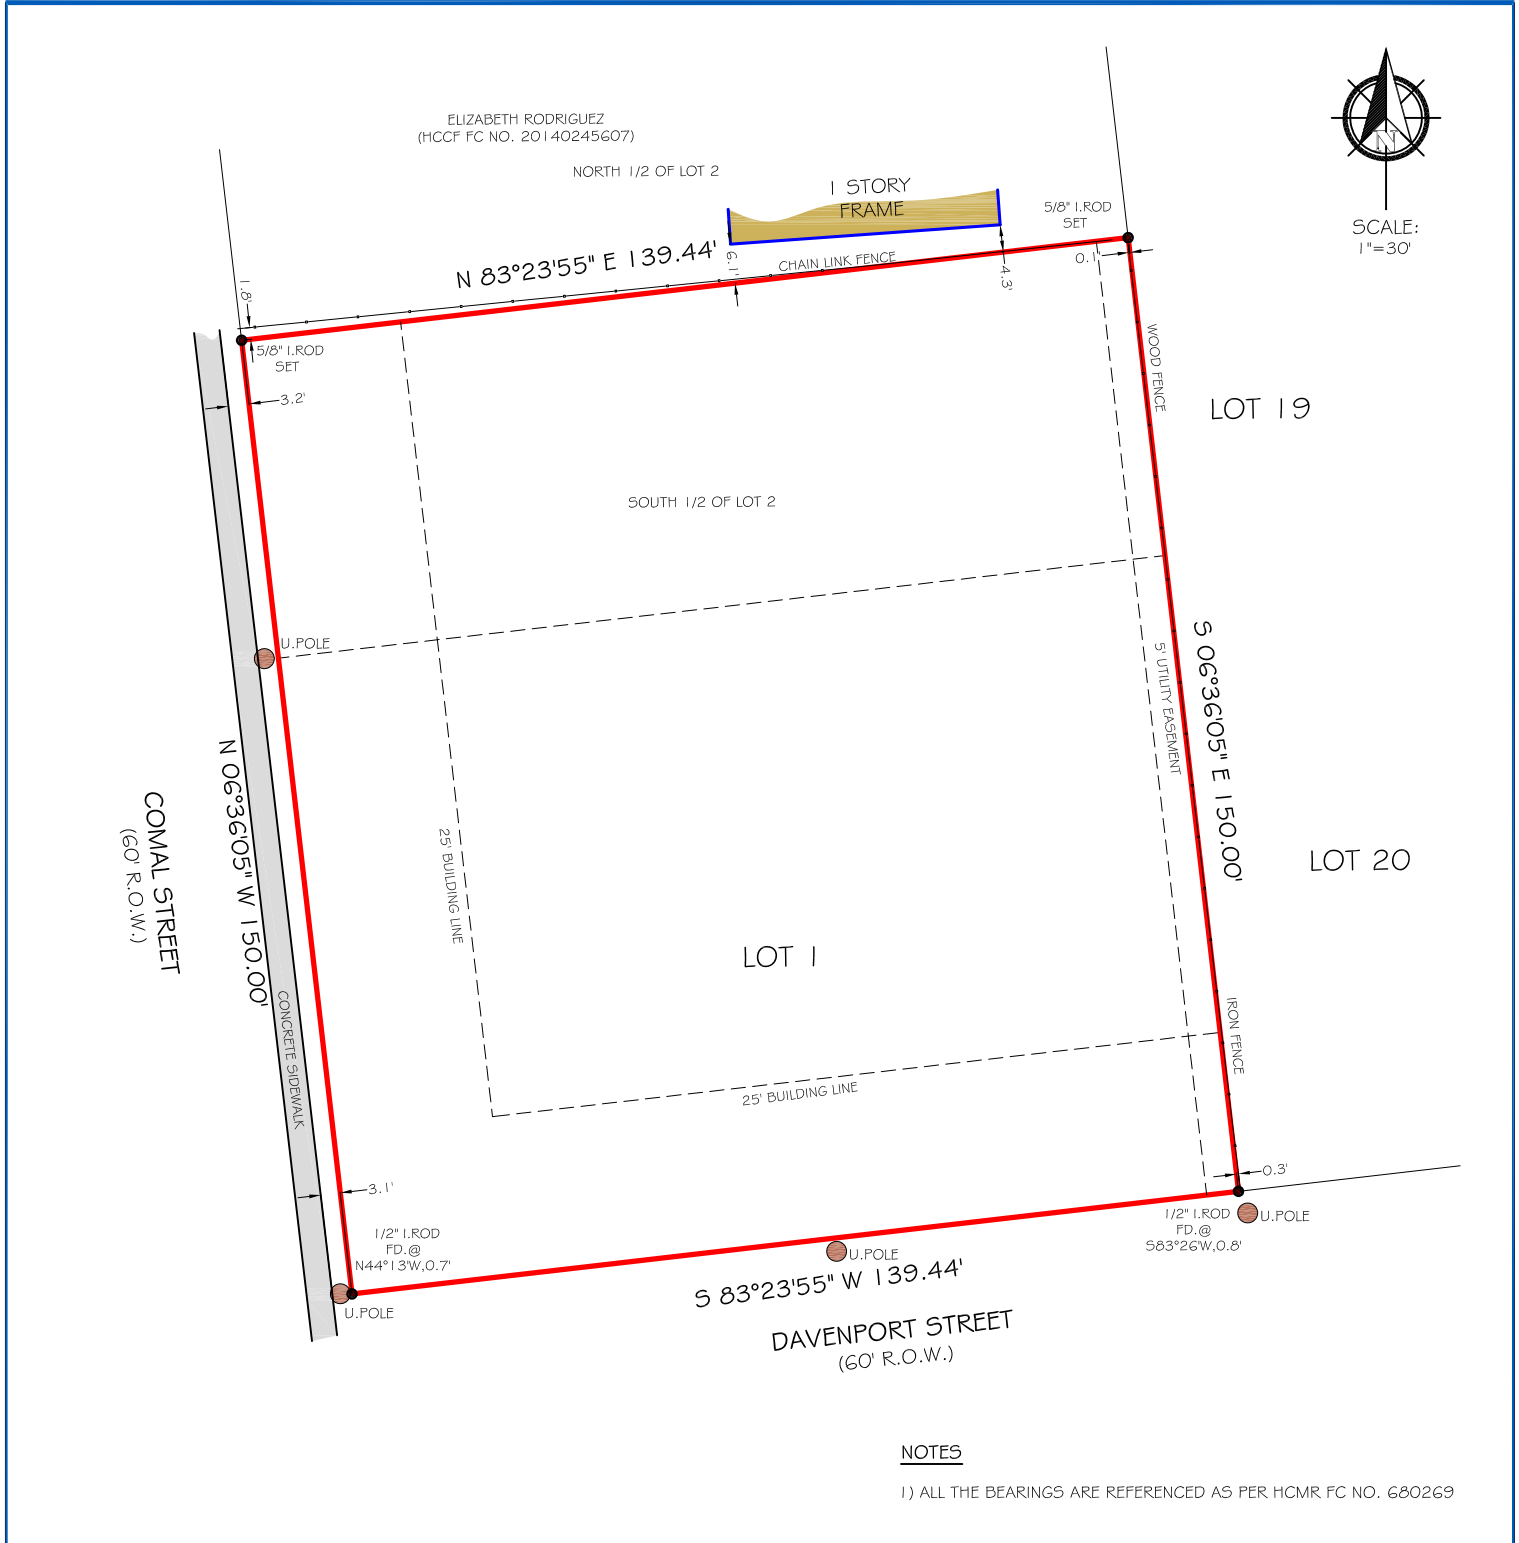 ELIZABETH RODRIGUEZ
(HCCF FC NO. 20140245607)
NORTH 1/2 OF LOT 2
1 STORY
FRAME
5/8" I.ROD
SET
N
SCALE:
1"=30'
N 83°23'55" E 139.44'
6.1'
CHAIN LINK FENCE
4.3'
0.1'
1.8'
5/8" I.ROD
SET
3.2'
WOOD FENCE
LOT 19
SOUTH 1/2 OF LOT 2
U.POLE
5' UTILITY EASEMENT
S 06°36'05" E 150.00'
N 06°36'05" W 150.00'
COMAL STREET
(60' R.O.W.)
25' BUILDING LINE
LOT 20
LOT 1
CONCRETE SIDEWALK
IRON FENCE
25' BUILDING LINE
3.1'
0.3'
1/2" I.ROD
FD.@
N44°13'W,0.7'
U.POLE
1/2" I.ROD
FD.@
S83°26'W,0.8'
U.POLE
U.POLE
S 83°23'55" W 139.44'
DAVENPORT STREET
(60' R.O.W.)
NOTES
1) ALL THE BEARINGS ARE REFERENCED AS PER HCMR FC NO. 680269